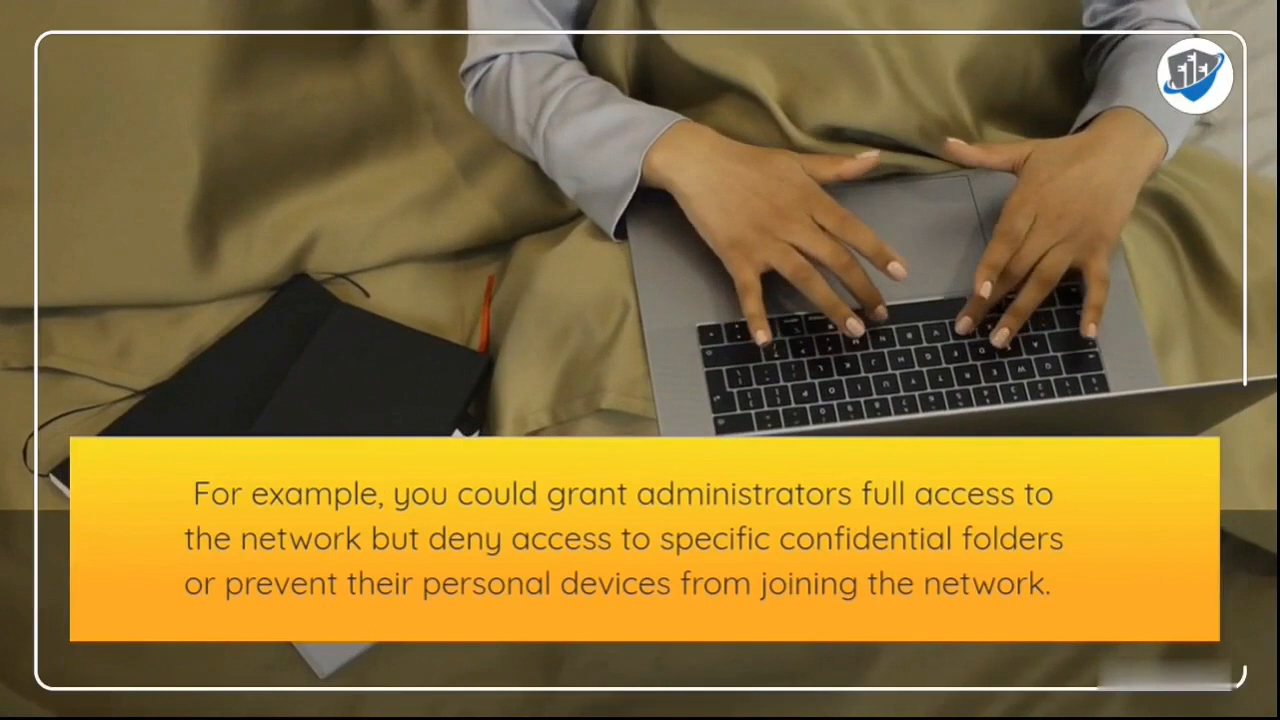 For example, you could grant administrators full access to
the network but deny access to specific confidential folders
or prevent their personal devices from joining the network.